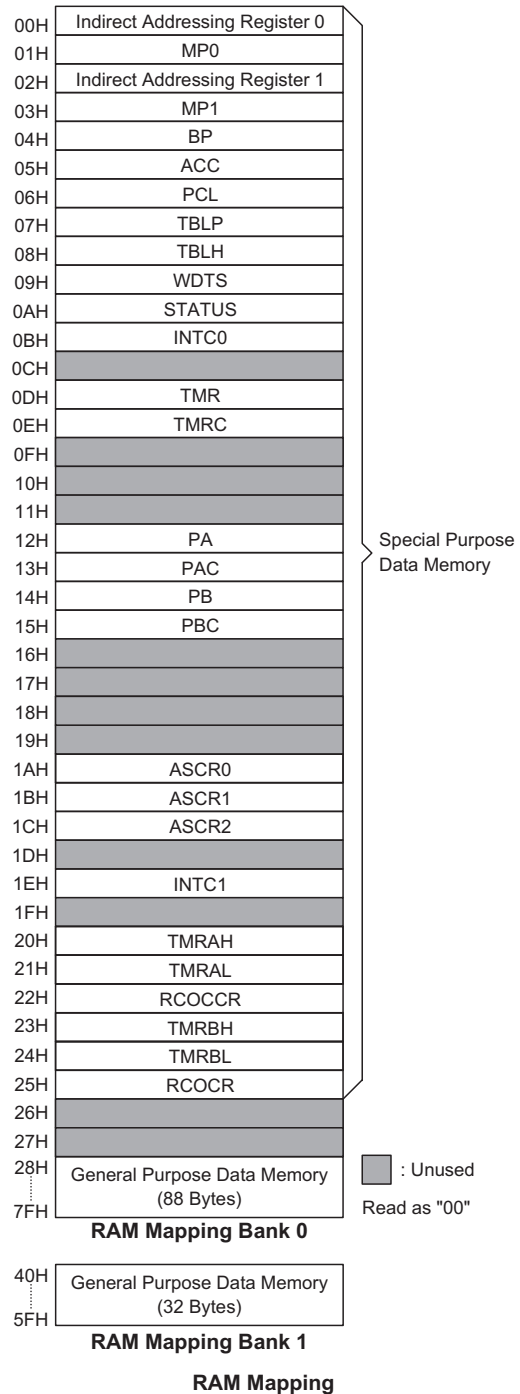 00H Indirect Addressing Register 0
01H MP0
02H Indirect Addressing Register 1
03H MP1
04H BP
05H ACC
06H PCL
07H TBLP
08H TBLH
09H WDTS
0AH STATUS
0BH INTC0
0CH
0DH TMR
0EH TMRC
0FH
10H
11H
12H PA
13H PAC
14H PB
15H PBC
16H
17H
18H
19H
1AH ASCR0
1BH ASCR1
1CH ASCR2
1DH
1EH INTC1
1FH
20H TMRAH
21H TMRAL
22H RCOCCR
23H TMRBH
24H TMRBL
25H RCOCR
26H
27H
28H
7FH
General Purpose Data Memory
(88 Bytes)
Special Purpose
Data Memory
: Unused
Read as "00"
RAM Mapping Bank 0
40H
5FH
General Purpose Data Memory
(32 Bytes)
RAM Mapping Bank 1
RAM Mapping